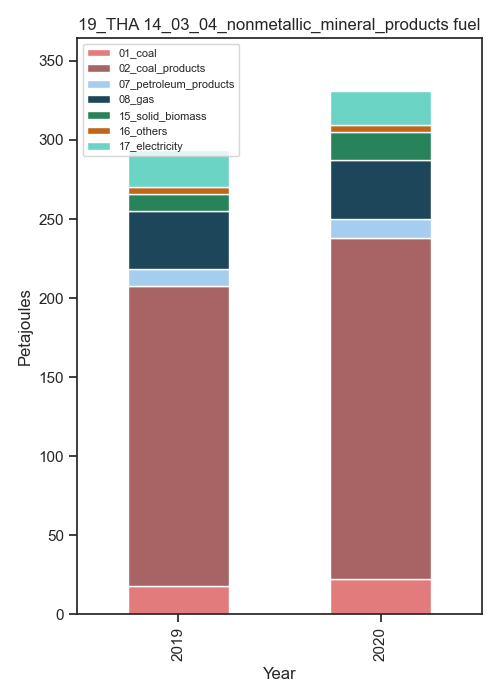 19_THA 14_03_04_nonmetallic_mineral_products fuel
01_coal
02_coal_products
07_petroleum_products
08_gas
15_solid_biomass
16_others
17_electricity
350
300
250
200
150
100
50
0
Petajoules
2019
2020
Year